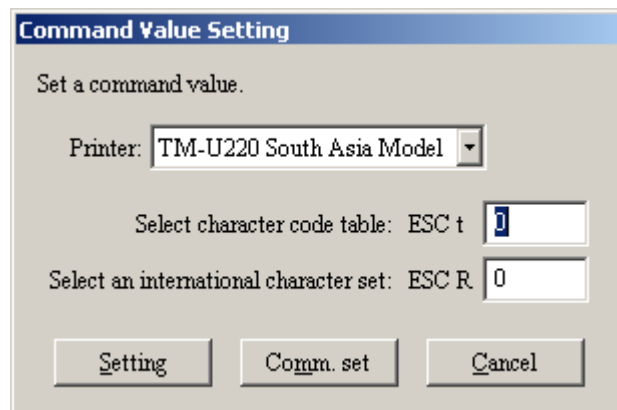 Command Value Setting
Set a command value.
Printer: TM-U220 South Asia Model
Select character code table: ESC t 0
Select an international character set: ESC R 0
Setting Comm. set Cancel